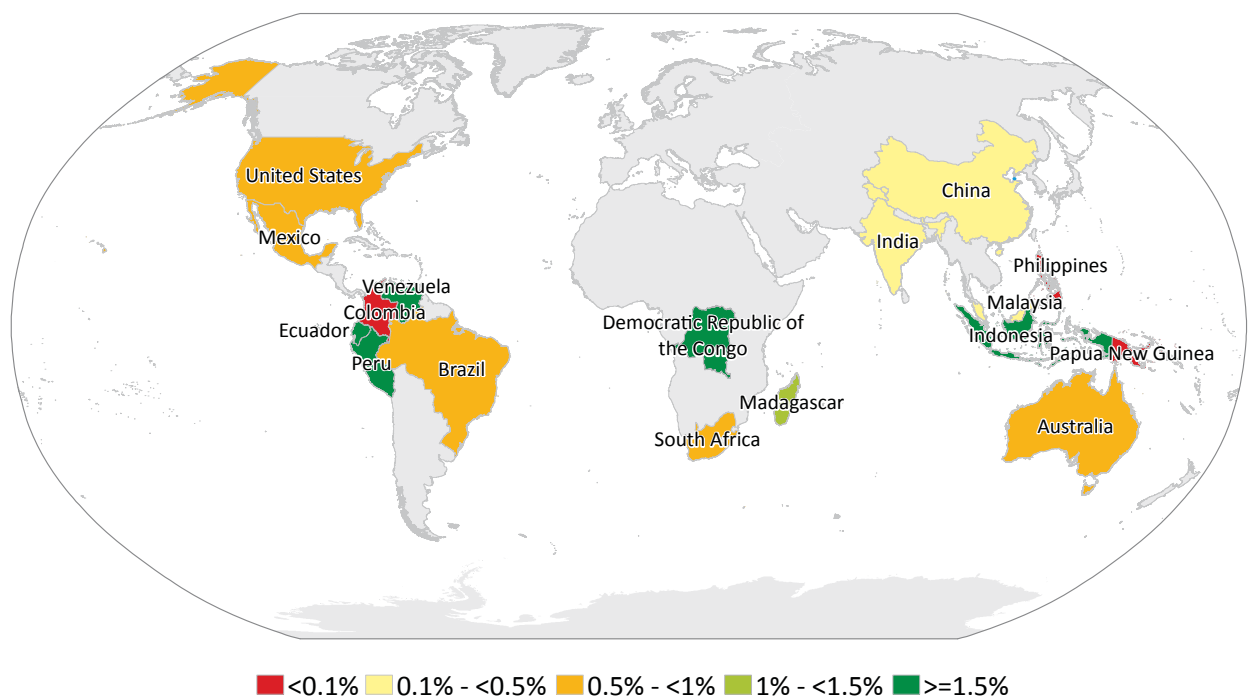 United States
China
India
Mexico
Philippines
Venezuela
Malaysia
Colombia
Ecuador
Democratic Republic of
the Congo
Indonesia
Papua New Guinea
Peru
Brazil
Madagascar
Australia
South Africa
<0.1% 0.1% - <0.5% 0.5% - <1% 1% - <1.5% >=1.5%